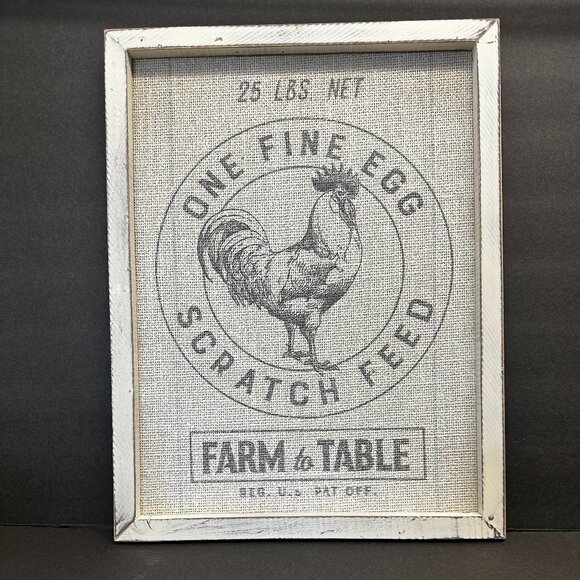 25 LBS. NET
ONE FINE EGG
SCRATCH FEED
FARM to TABLE
REG. U.S. PAT OFF.